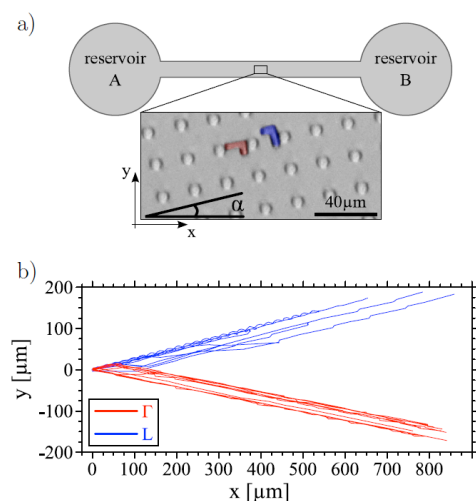 a)
reservoir
A
reservoir
B
y
x
α
40μm
b)
200
100
0
-100
-200
y [μm]
Γ
L
0 100 200 300 400 500 600 700 800
x [μm]